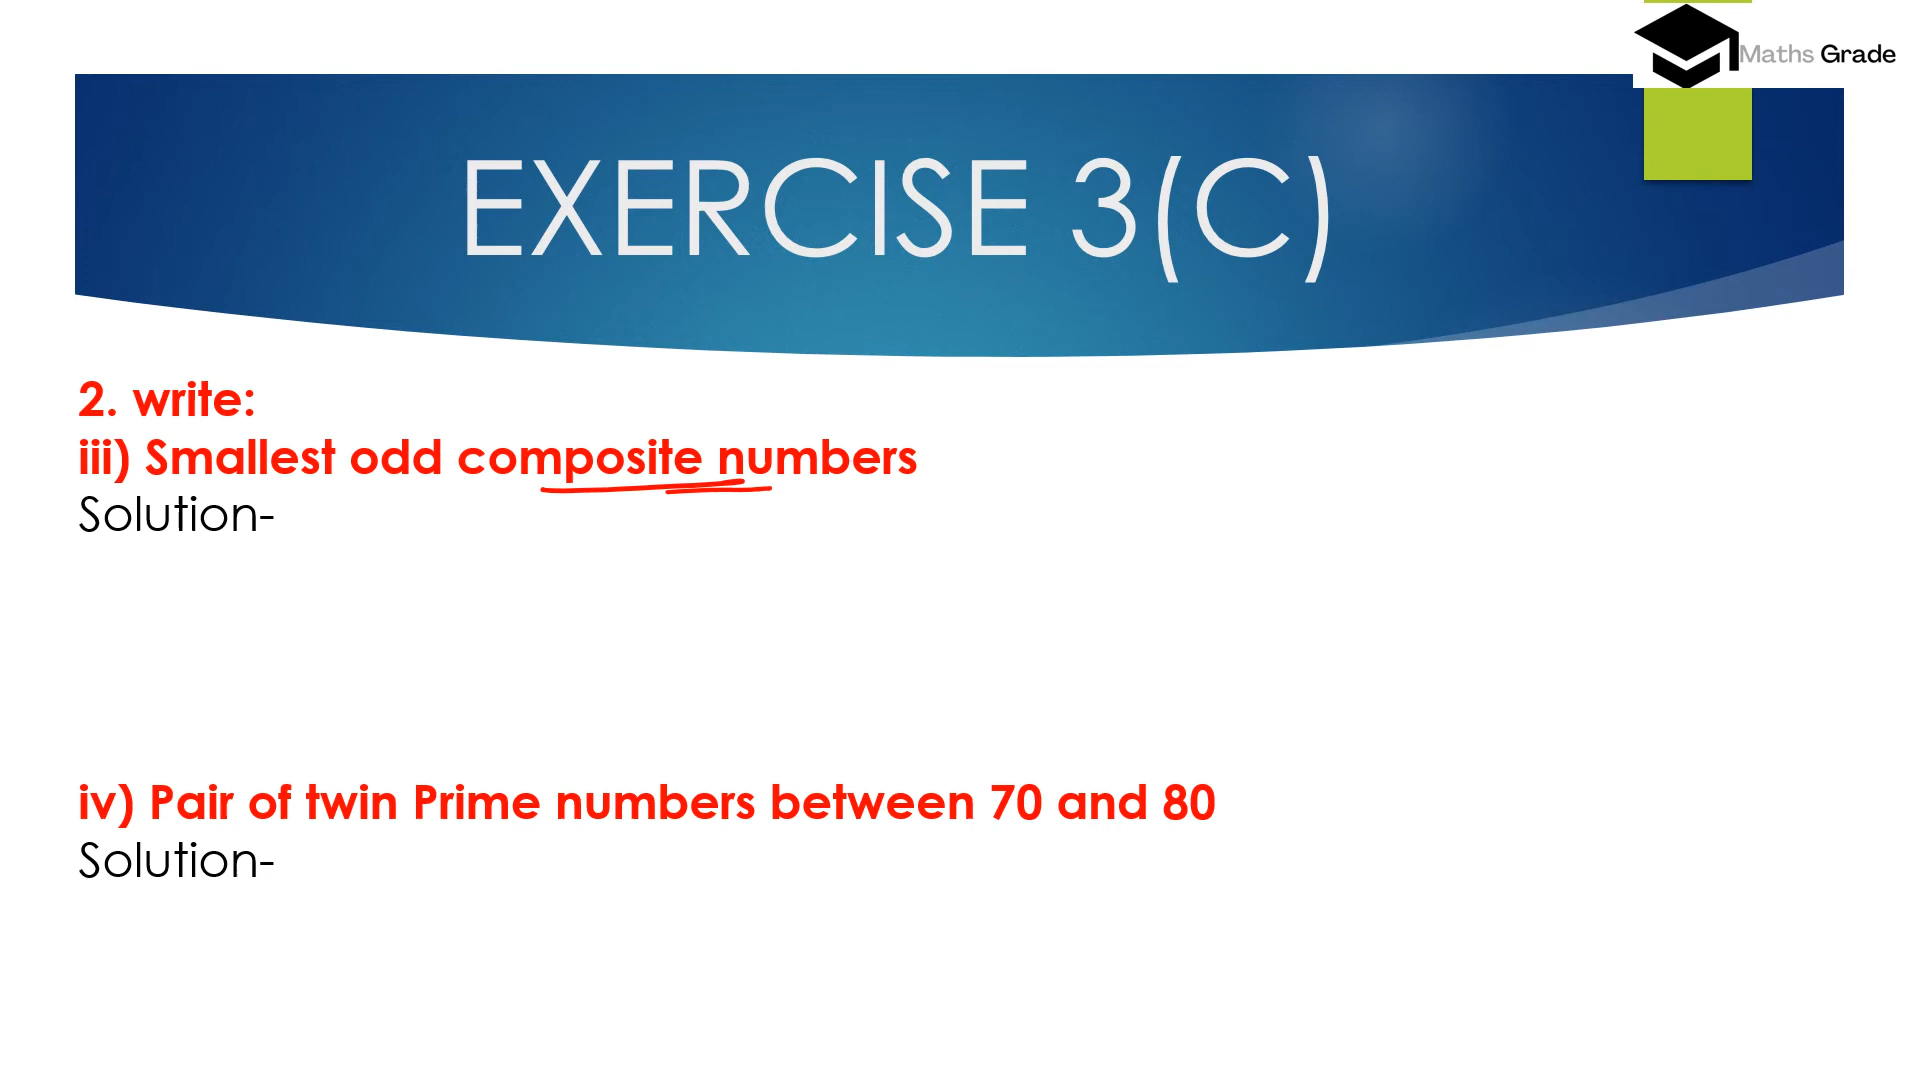 Maths Grade
EXERCISE 3(C)
2. write:
iii) Smallest odd composite numbers
Solution-
iv) Pair of twin Prime numbers between 70 and 80
Solution-